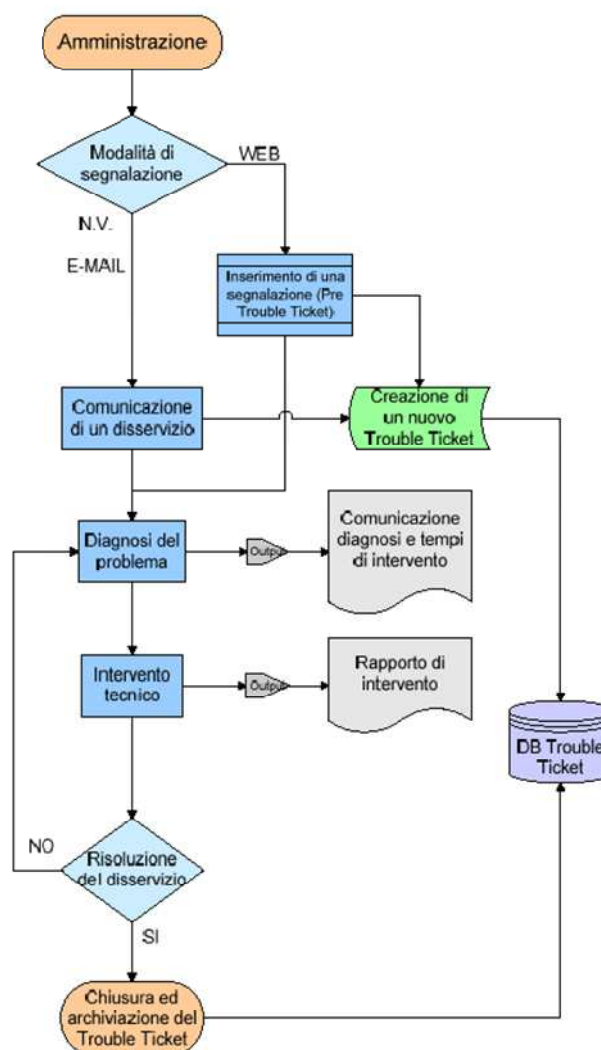 Amministrazione
Modalità di
segnalazione
WEB
N.V.
E-MAIL
Inserimento di una
segnalazione (Pre
Trouble Ticket)
Comunicazione
di un disservizio
Creazione di
un nuovo
Trouble Ticket
Diagnosi del
problema
Output
Comunicazione
diagnosi e tempi
di intervento
Intervento
tecnico
Output
Rapporto di
intervento
DB Trouble
Ticket
NO
Risoluzione
del disservizio
SI
Chiusura ed
archiviazione del
Trouble Ticket